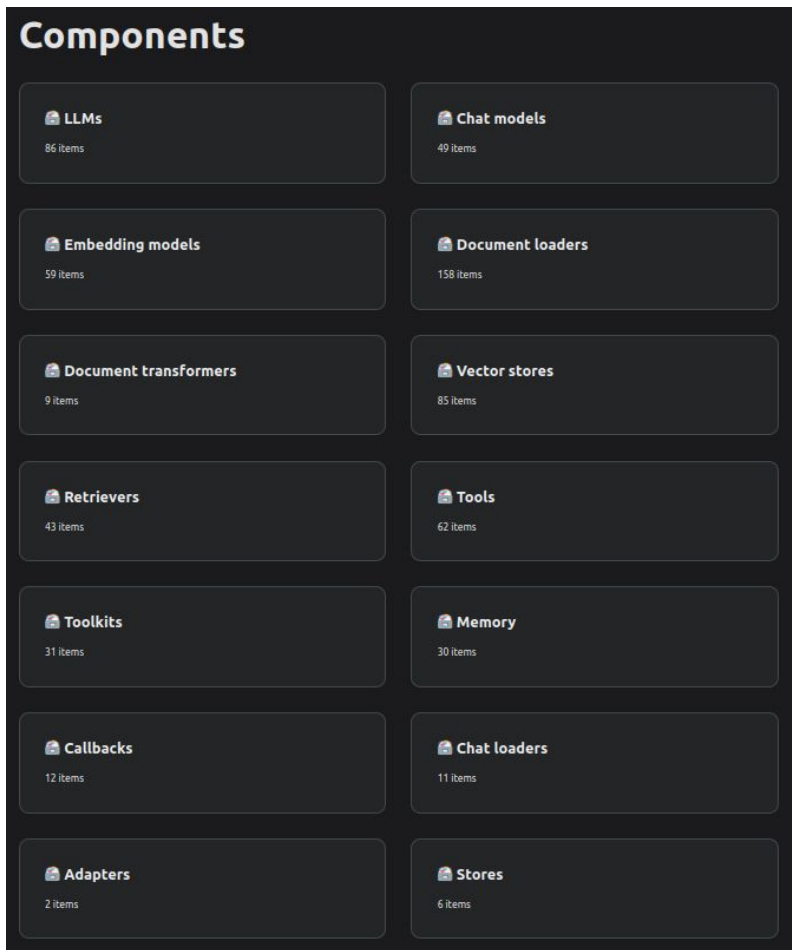 Components
LLMs
86 items
Chat models
49 items
Embedding models
59 items
Document loaders
158 items
Document transformers
9 items
Vector stores
85 items
Retrievers
43 items
Tools
62 items
Toolkits
31 items
Memory
30 items
Callbacks
12 items
Chat loaders
11 items
Adapters
2 items
Stores
6 items